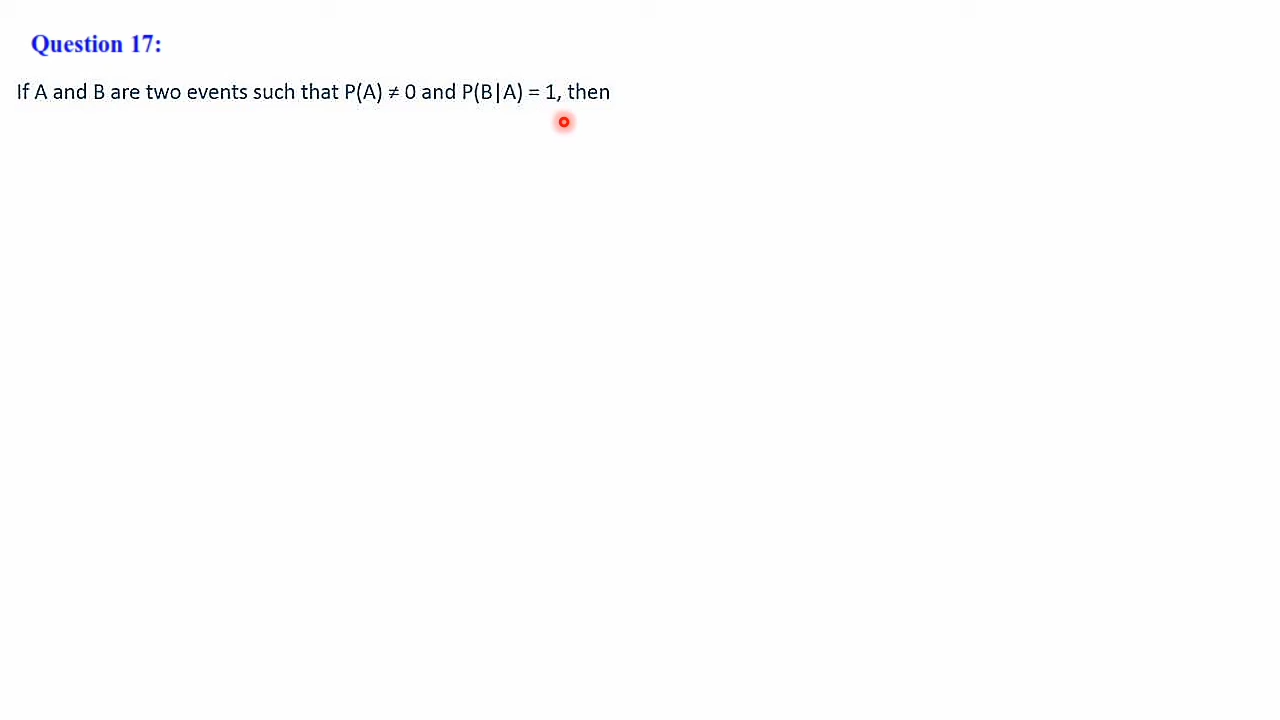 Question 17:
If A and B are two events such that P(A) ≠ 0 and P(B|A) = 1, then